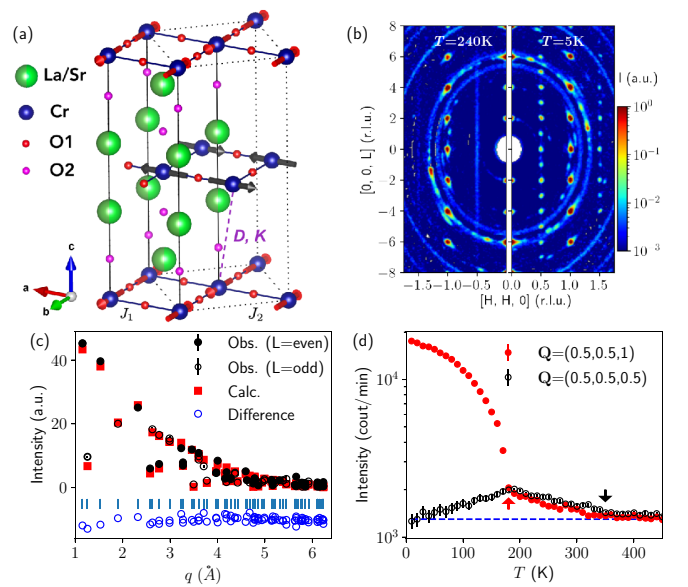 (a)
La/Sr
Cr
O1
O2
D, K
c
a
b
J1
J2
(b)
T=240K
T=5K
I (a.u.)
[0, 0, L] (r.l.u.)
8
6
4
2
0
−2
−4
−6
−8
10^0
10^−1
10^−2
10^−3
−1.5 −1.0 −0.5 0.0 0.0 0.5 1.0 1.5
[H, H, 0] (r.l.u.)
(c)
Obs. (L=even)
Obs. (L=odd)
Calc.
Difference
Intensity (a.u.)
40
20
0
1 2 3 4 5 6
q (Å)
(d)
Q=(0.5,0.5,1)
Q=(0.5,0.5,0.5)
Intensity (cout/min)
10^4
10^3
0 100 200 300 400
T (K)